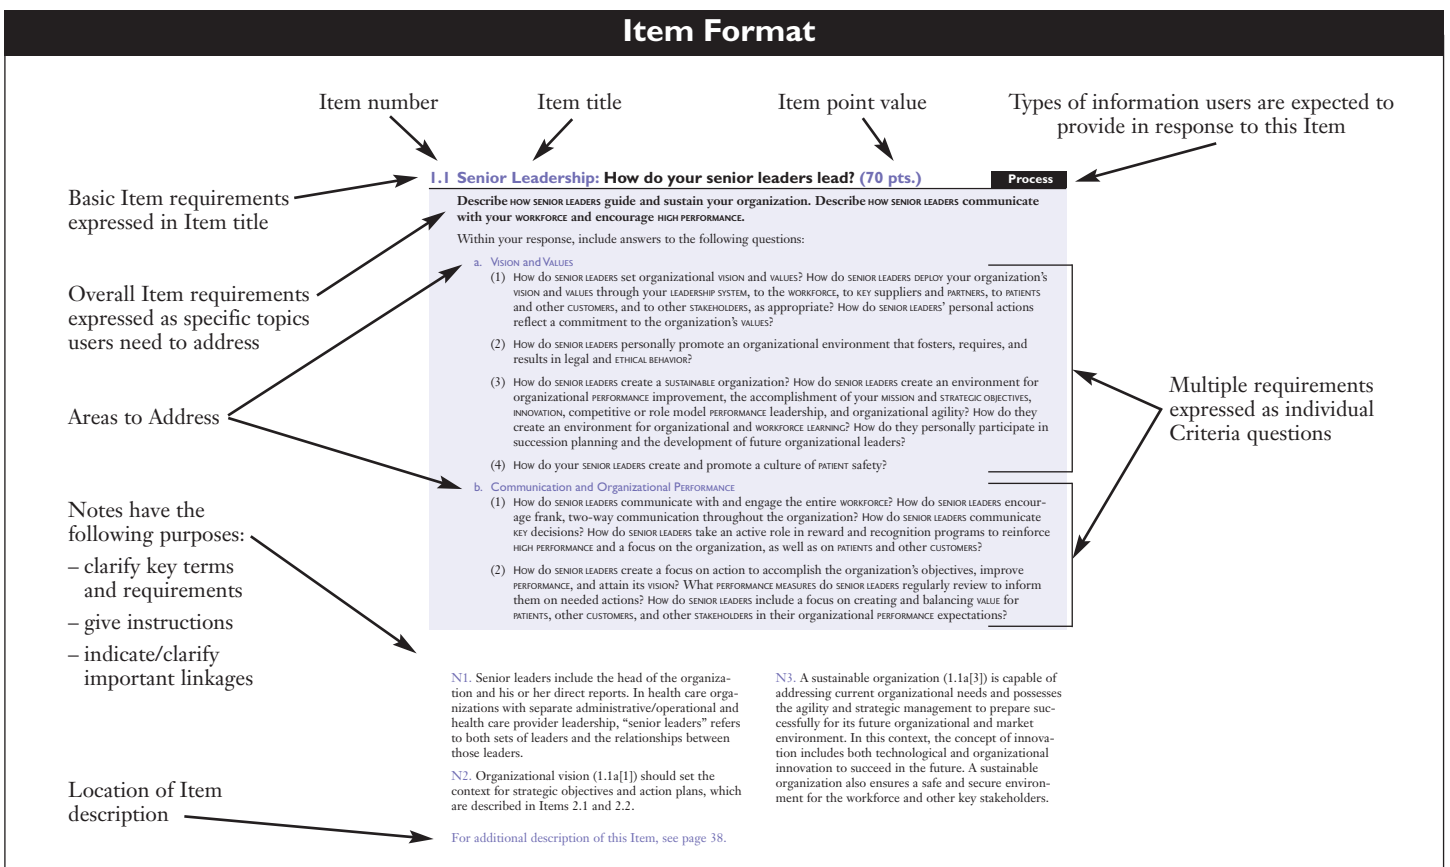 Item Format
Item number
Item title
Item point value
Types of information users are expected to
provide in response to this Item
Basic Item requirements
expressed in Item title
Overall Item requirements
expressed as specific topics
users need to address
Areas to Address
Notes have the
following purposes:
– clarify key terms
and requirements
– give instructions
– indicate/clarify
important linkages
Location of Item
description
1.1 Senior Leadership: How do your senior leaders lead? (70 pts.)
Process
Describe HOW SENIOR LEADERS guide and sustain your organization. Describe HOW SENIOR LEADERS communicate
with your WORKFORCE and encourage HIGH PERFORMANCE.
Within your response, include answers to the following questions:
a. VISION and VALUES
(1) HOW do SENIOR LEADERS set organizational VISION and VALUES? HOW do SENIOR LEADERS DEPLOY your organization’s
VISION and VALUES through your LEADERSHIP SYSTEM, to the WORKFORCE, to KEY suppliers and PARTNERS, to PATIENTS
and other CUSTOMERS, and to other STAKEHOLDERS, as appropriate? HOW do SENIOR LEADERS’ personal actions
reflect a commitment to the organization’s VALUES?
(2) HOW do SENIOR LEADERS personally promote an organizational environment that fosters, requires, and
results in legal and ETHICAL BEHAVIOR?
(3) HOW do SENIOR LEADERS create a SUSTAINABLE organization? HOW do SENIOR LEADERS create an environment for
organizational PERFORMANCE improvement, the accomplishment of your MISSION and STRATEGIC OBJECTIVES,
INNOVATION, competitive or role model PERFORMANCE leadership, and organizational agility? HOW do they
create an environment for organizational and WORKFORCE LEARNING? HOW do they personally participate in
succession planning and the development of future organizational leaders?
(4) HOW do your SENIOR LEADERS create and promote a culture of PATIENT safety?
b. Communication and Organizational PERFORMANCE
(1) HOW do SENIOR LEADERS communicate with and engage the entire WORKFORCE? HOW do SENIOR LEADERS encour-
age frank, two-way communication throughout the organization? HOW do SENIOR LEADERS communicate
KEY decisions? HOW do SENIOR LEADERS take an active role in reward and recognition programs to reinforce
HIGH PERFORMANCE and a focus on the organization, as well as on PATIENTS and other CUSTOMERS?
(2) HOW do SENIOR LEADERS create a focus on action to accomplish the organization’s objectives, improve
PERFORMANCE, and attain its VISION? What PERFORMANCE MEASURES do SENIOR LEADERS regularly review to inform
them on needed actions? HOW do SENIOR LEADERS include a focus on creating and balancing VALUE for
PATIENTS, other CUSTOMERS, and other STAKEHOLDERS in their organizational PERFORMANCE expectations?
Multiple requirements
expressed as individual
Criteria questions
N1. Senior leaders include the head of the organiza-
tion and his or her direct reports. In health care orga-
nizations with separate administrative/operational and
health care provider leadership, “senior leaders” refers
to both sets of leaders and the relationships between
those leaders.
N2. Organizational vision (1.1a[1]) should set the
context for strategic objectives and action plans, which
are described in Items 2.1 and 2.2.
N3. A sustainable organization (1.1a[3]) is capable of
addressing current organizational needs and possesses
the agility and strategic management to prepare suc-
cessfully for its future organizational and market
environment. In this context, the concept of innova-
tion includes both technological and organizational
innovation to succeed in the future. A sustainable
organization also ensures a safe and secure environ-
ment for the workforce and other key stakeholders.
For additional description of this Item, see page 38.